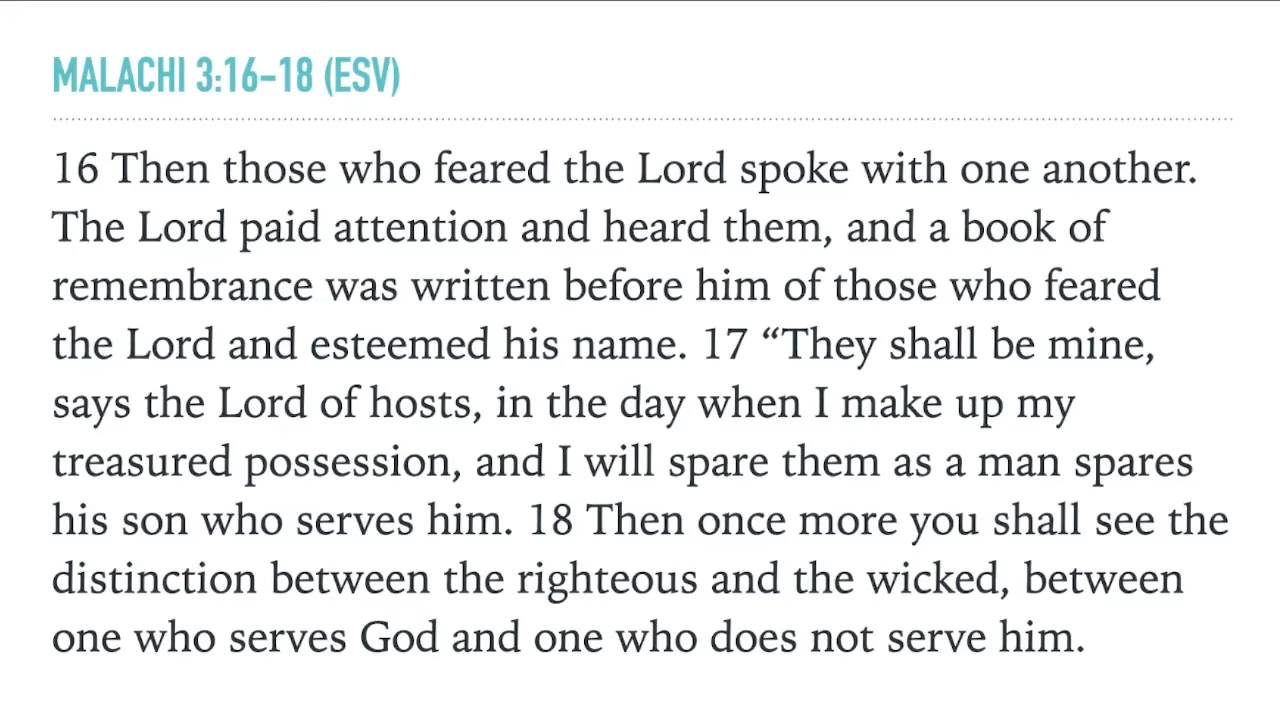 MALACHI 3:16-18 (ESV)
16 Then those who feared the Lord spoke with one another.
The Lord paid attention and heard them, and a book of
remembrance was written before him of those who feared
the Lord and esteemed his name. 17 “They shall be mine,
says the Lord of hosts, in the day when I make up my
treasured possession, and I will spare them as a man spares
his son who serves him. 18 Then once more you shall see the
distinction between the righteous and the wicked, between
one who serves God and one who does not serve him.